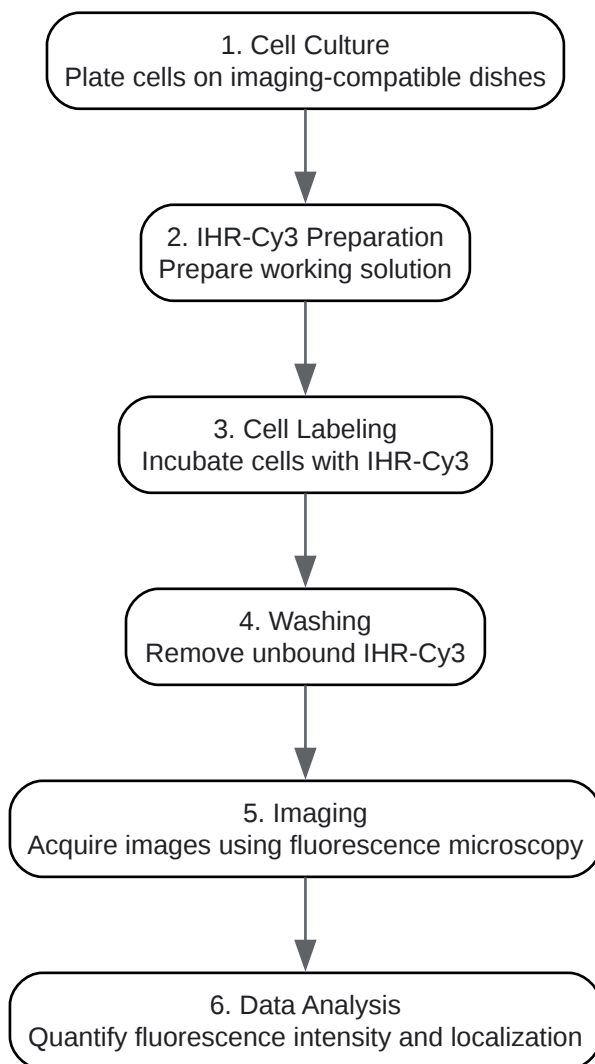 1. Cell Culture
Plate cells on imaging-compatible dishes
2. IHR-Cy3 Preparation
Prepare working solution
3. Cell Labeling
Incubate cells with IHR-Cy3
4. Washing
Remove unbound IHR-Cy3
5. Imaging
Acquire images using fluorescence microscopy
6. Data Analysis
Quantify fluorescence intensity and localization